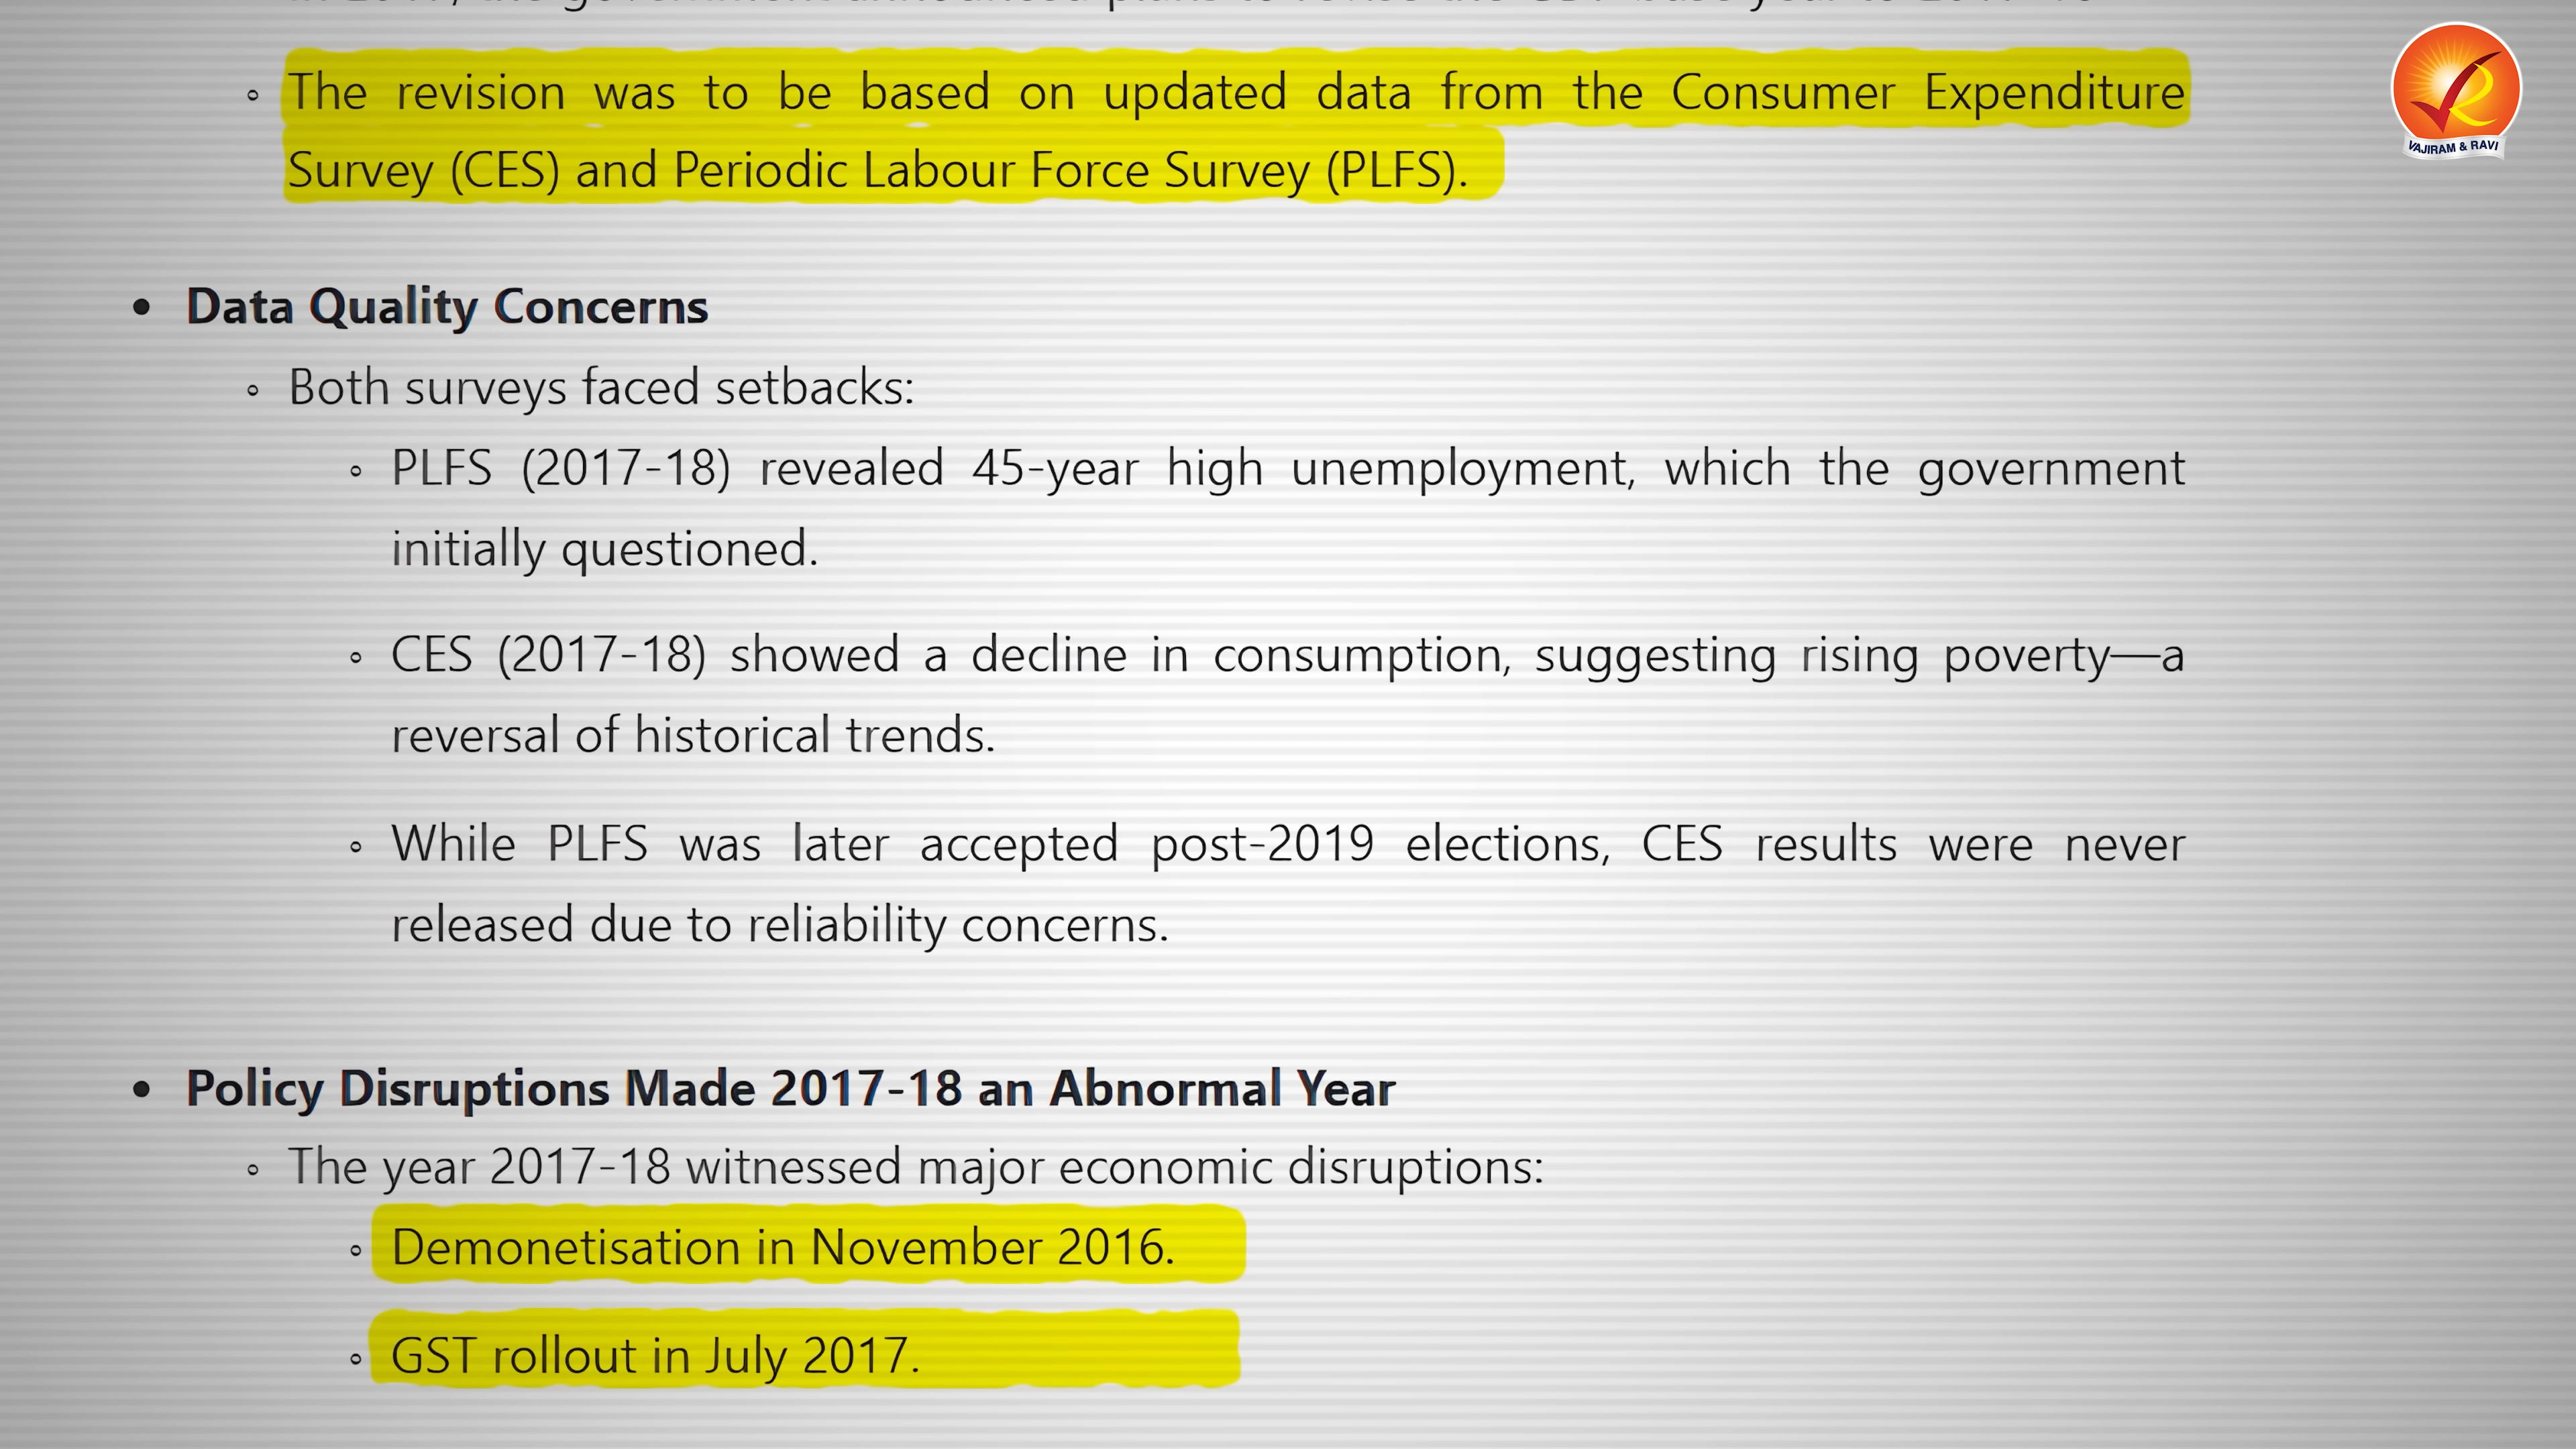 ◦ The revision was to be based on updated data from the Consumer Expenditure
Survey (CES) and Periodic Labour Force Survey (PLFS).
VAJIRAM & RAVI
• Data Quality Concerns
◦ Both surveys faced setbacks:
◦ PLFS (2017-18) revealed 45-year high unemployment, which the government
initially questioned.
◦ CES (2017-18) showed a decline in consumption, suggesting rising poverty—a
reversal of historical trends.
◦ While PLFS was later accepted post-2019 elections, CES results were never
released due to reliability concerns.
• Policy Disruptions Made 2017-18 an Abnormal Year
◦ The year 2017-18 witnessed major economic disruptions:
◦ Demonetisation in November 2016.
◦ GST rollout in July 2017.